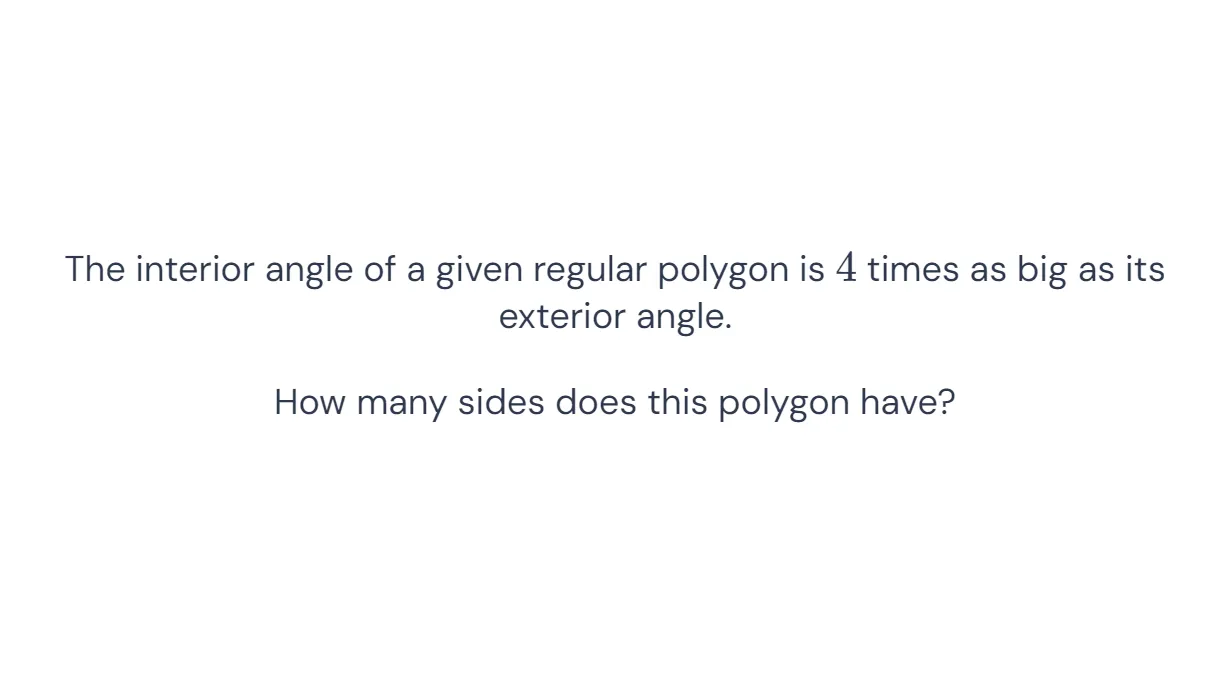 The interior angle of a given regular polygon is 4 times as big as its
exterior angle.
How many sides does this polygon have?